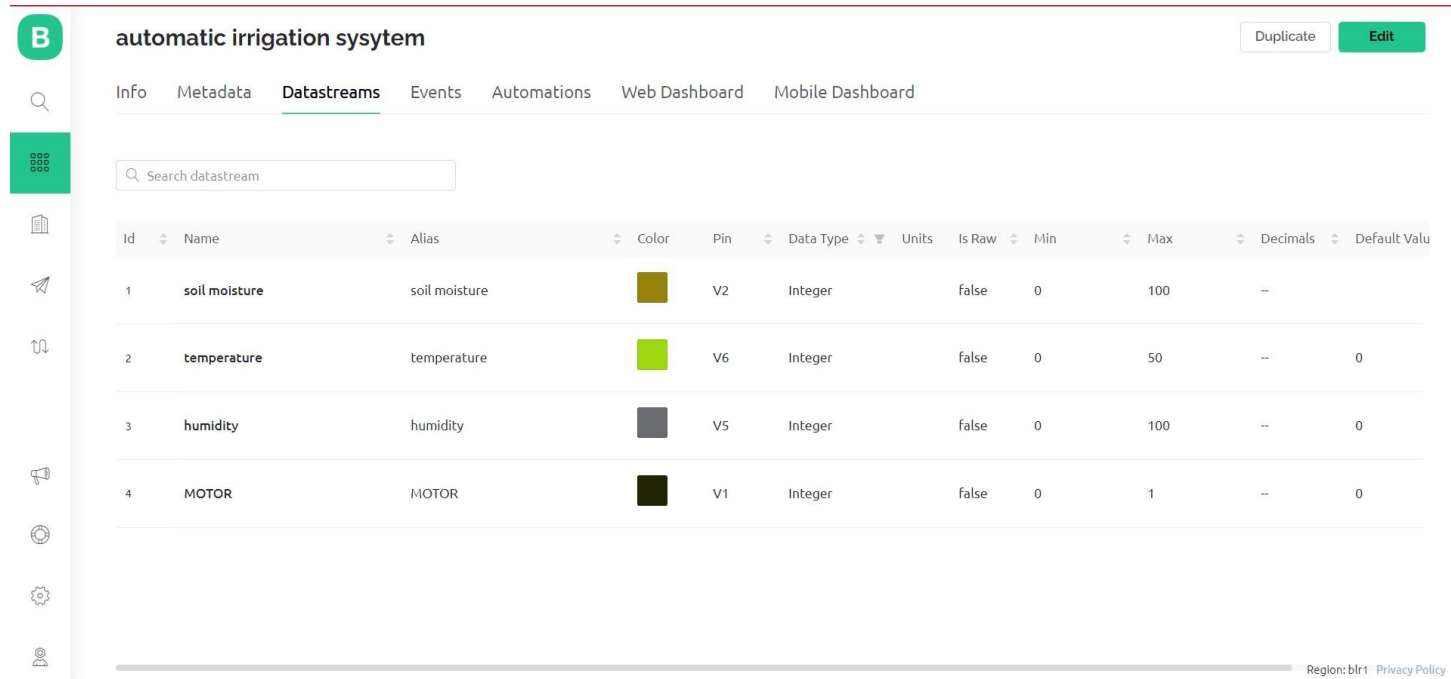 B
automatic irrigation sysytem
Duplicate
Edit
Info Metadata Datastreams Events Automations Web Dashboard Mobile Dashboard
Search datastream
Id Name Alias Color Pin Data Type Units Is Raw Min Max Decimals Default Valu
1 soil moisture soil moisture V2 Integer false 0 100 --
2 temperature temperature V6 Integer false 0 50 -- 0
3 humidity humidity V5 Integer false 0 100 -- 0
4 MOTOR MOTOR V1 Integer false 0 1 -- 0
Region: blr1 Privacy Policy